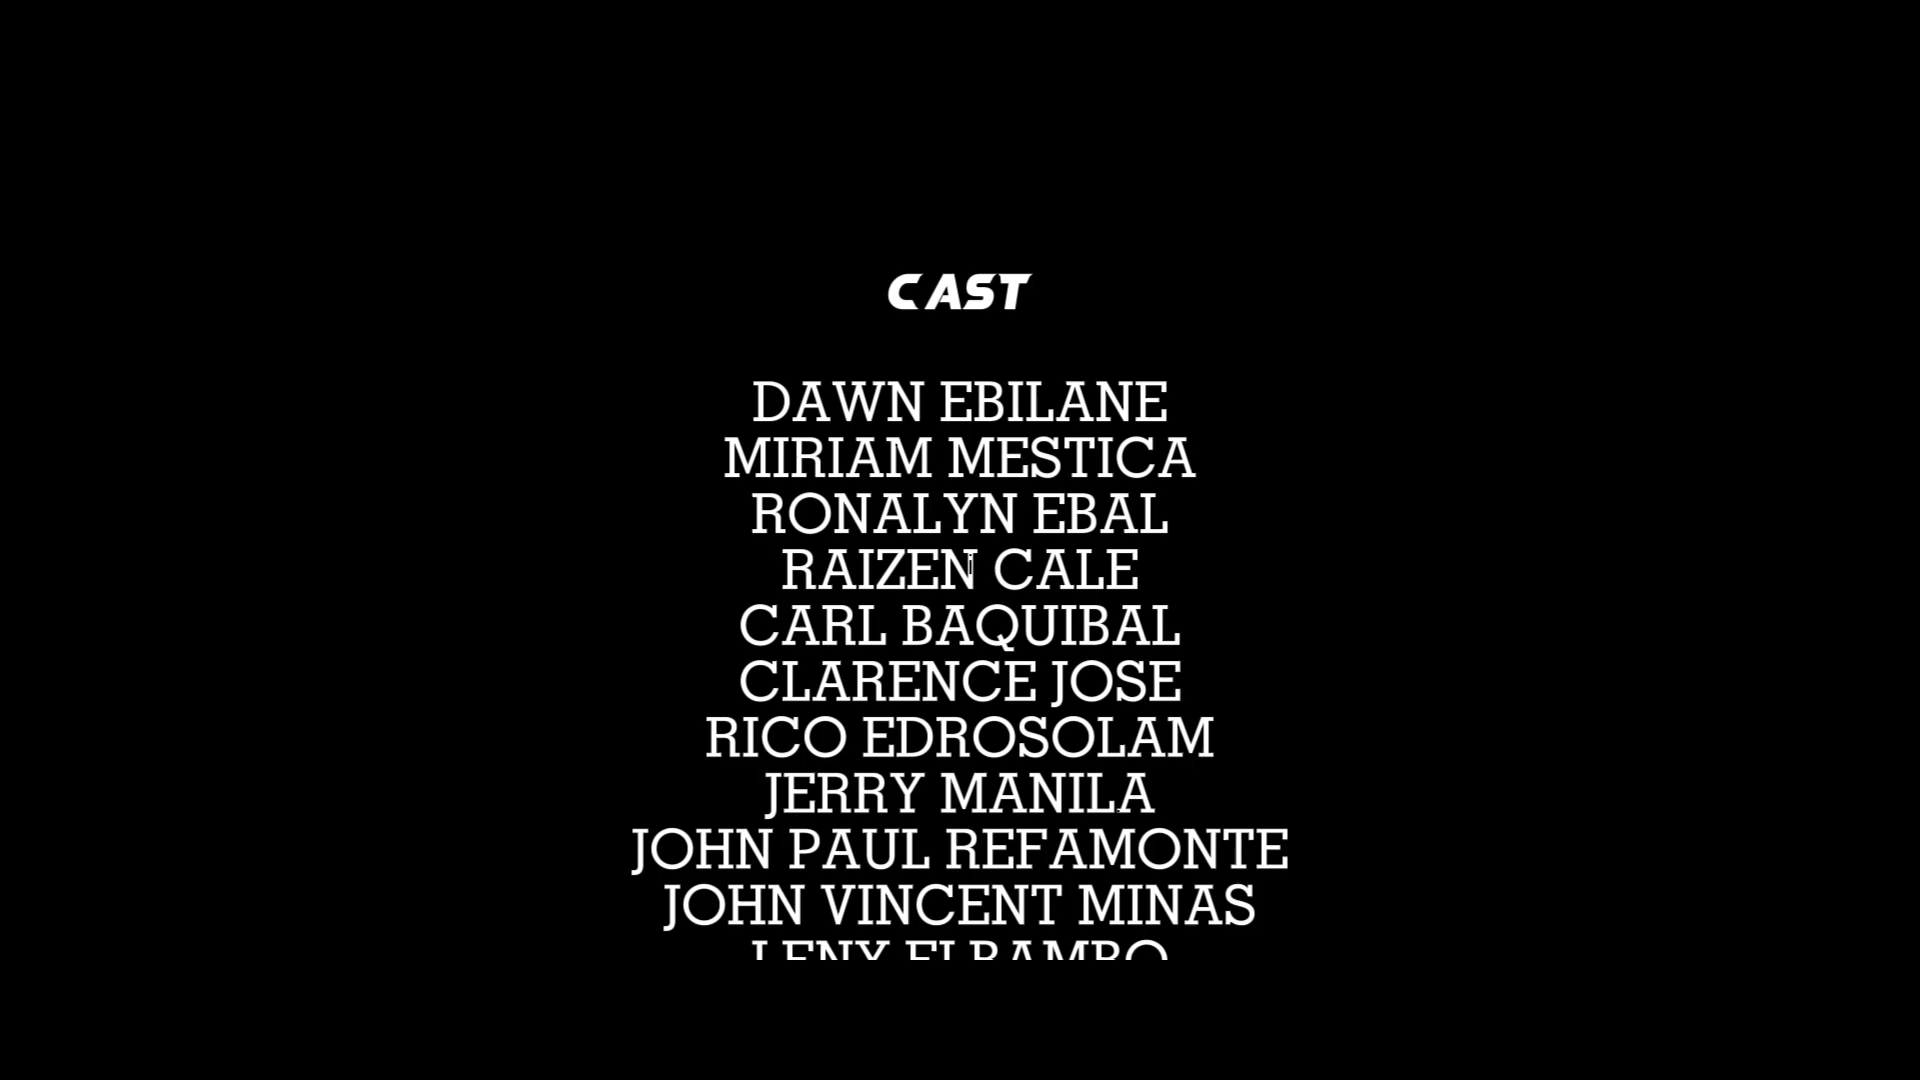 CAST
DAWN EBILANE
MIRIAM MESTICA
RONALYN EBAL
RAIZEN CALE
CARL BAQUIBAL
CLARENCE JOSE
RICO EDROSOLAM
JERRY MANILA
JOHN PAUL REFAMONTE
JOHN VINCENT MINAS